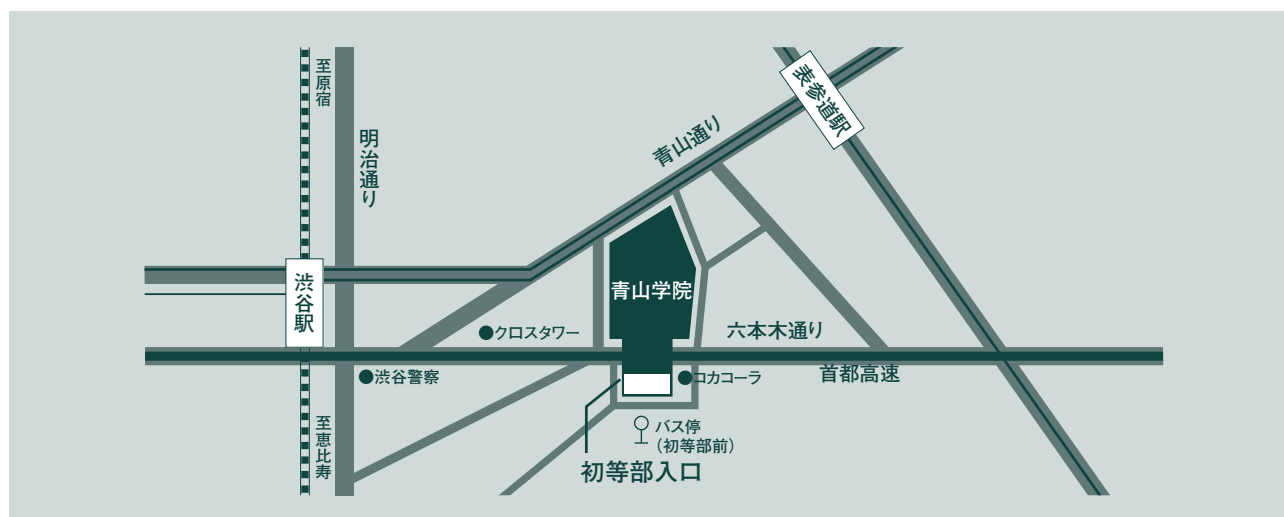 至原宿
明治通り
青山通り
表参道駅
渋谷駅
青山学院
●クロスタワー
六本木通り
●渋谷警察
●コカコーラ
首都高速
至恵比寿
バス停
（初等部前）
初等部入口